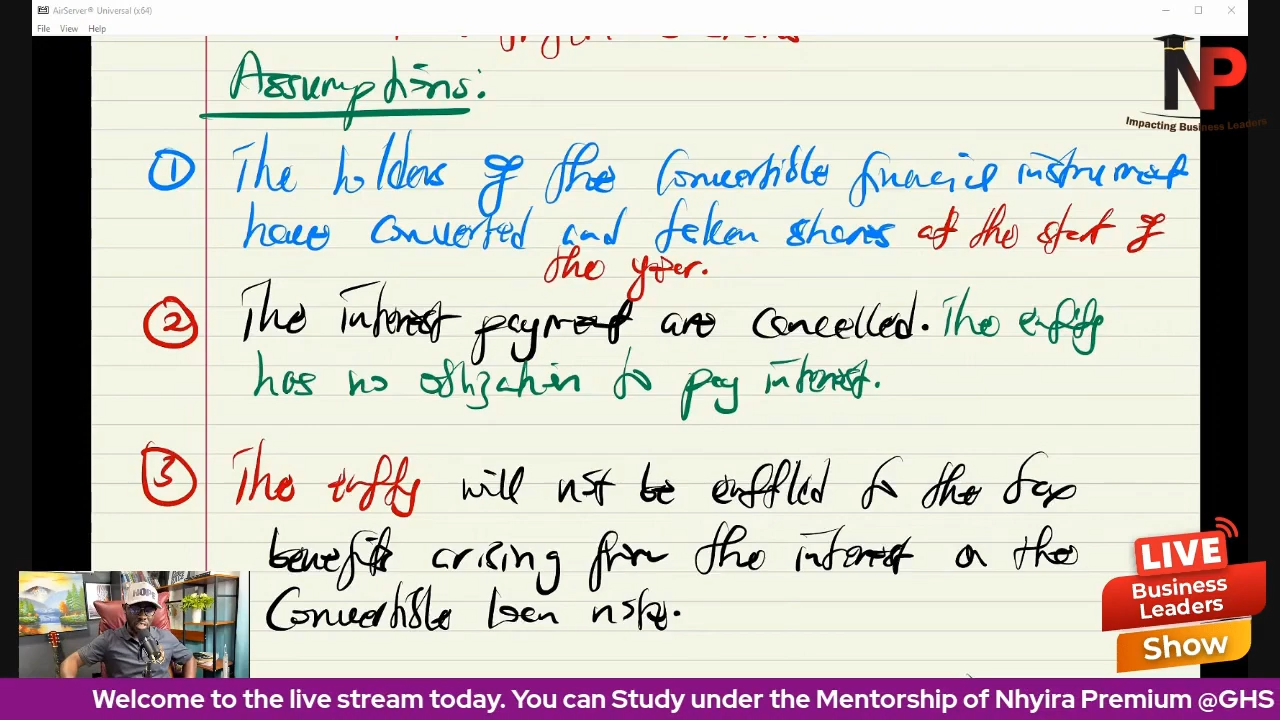 AirServer® Universal (x64)
File View Help
NP
Impacting Business Leaders
Assumptions:
① The holders of the Convertible financial instrument
have converted and taken shares at the start of
the year.
② The Interest payment are cancelled. The entity
has no obligation to pay interest.
③ The entity will not be entitled to the tax
benefits arising from the interest on the
Convertible loan note.
HOPE
LIVE
Business
Leaders
Show
Welcome to the live stream today. You can Study under the Mentorship of Nhyira Premium @GHS